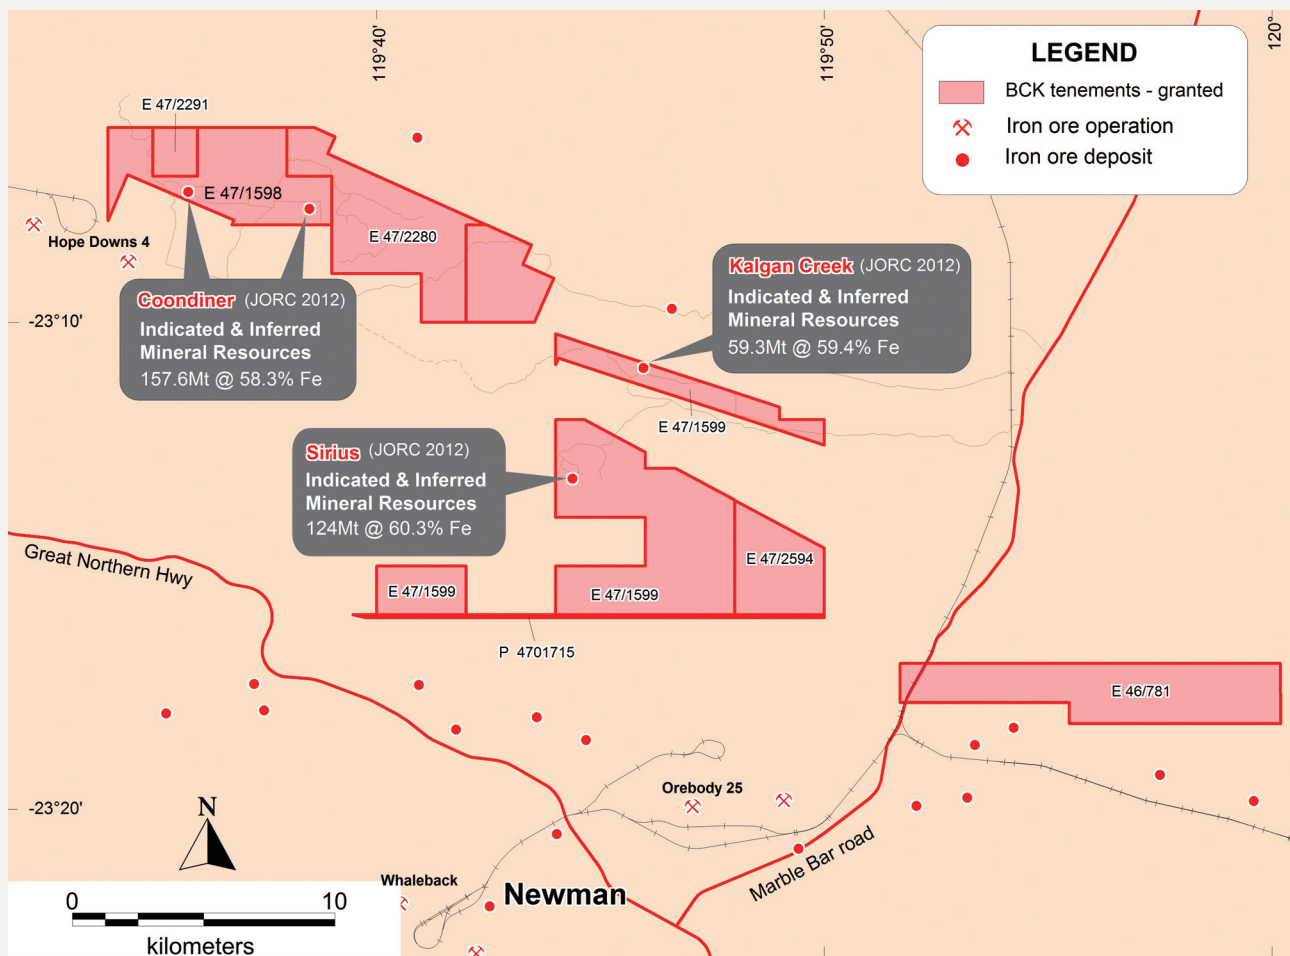 119°40'
119°50'
120°
LEGEND
BCK tenements - granted
Iron ore operation
Iron ore deposit
E 47/2291
E 47/1598
Hope Downs 4
E 47/2280
Coondiner (JORC 2012)
Indicated & Inferred
Mineral Resources
157.6Mt @ 58.3% Fe
Kalgan Creek (JORC 2012)
Indicated & Inferred
Mineral Resources
59.3Mt @ 59.4% Fe
-23°10'
E 47/1599
Sirius (JORC 2012)
Indicated & Inferred
Mineral Resources
124Mt @ 60.3% Fe
Great Northern Hwy
E 47/2594
E 47/1599
E 47/1599
P 4701715
E 46/781
Orebody 25
-23°20'
N
Marble Bar road
Whaleback
Newman
0 10
kilometers